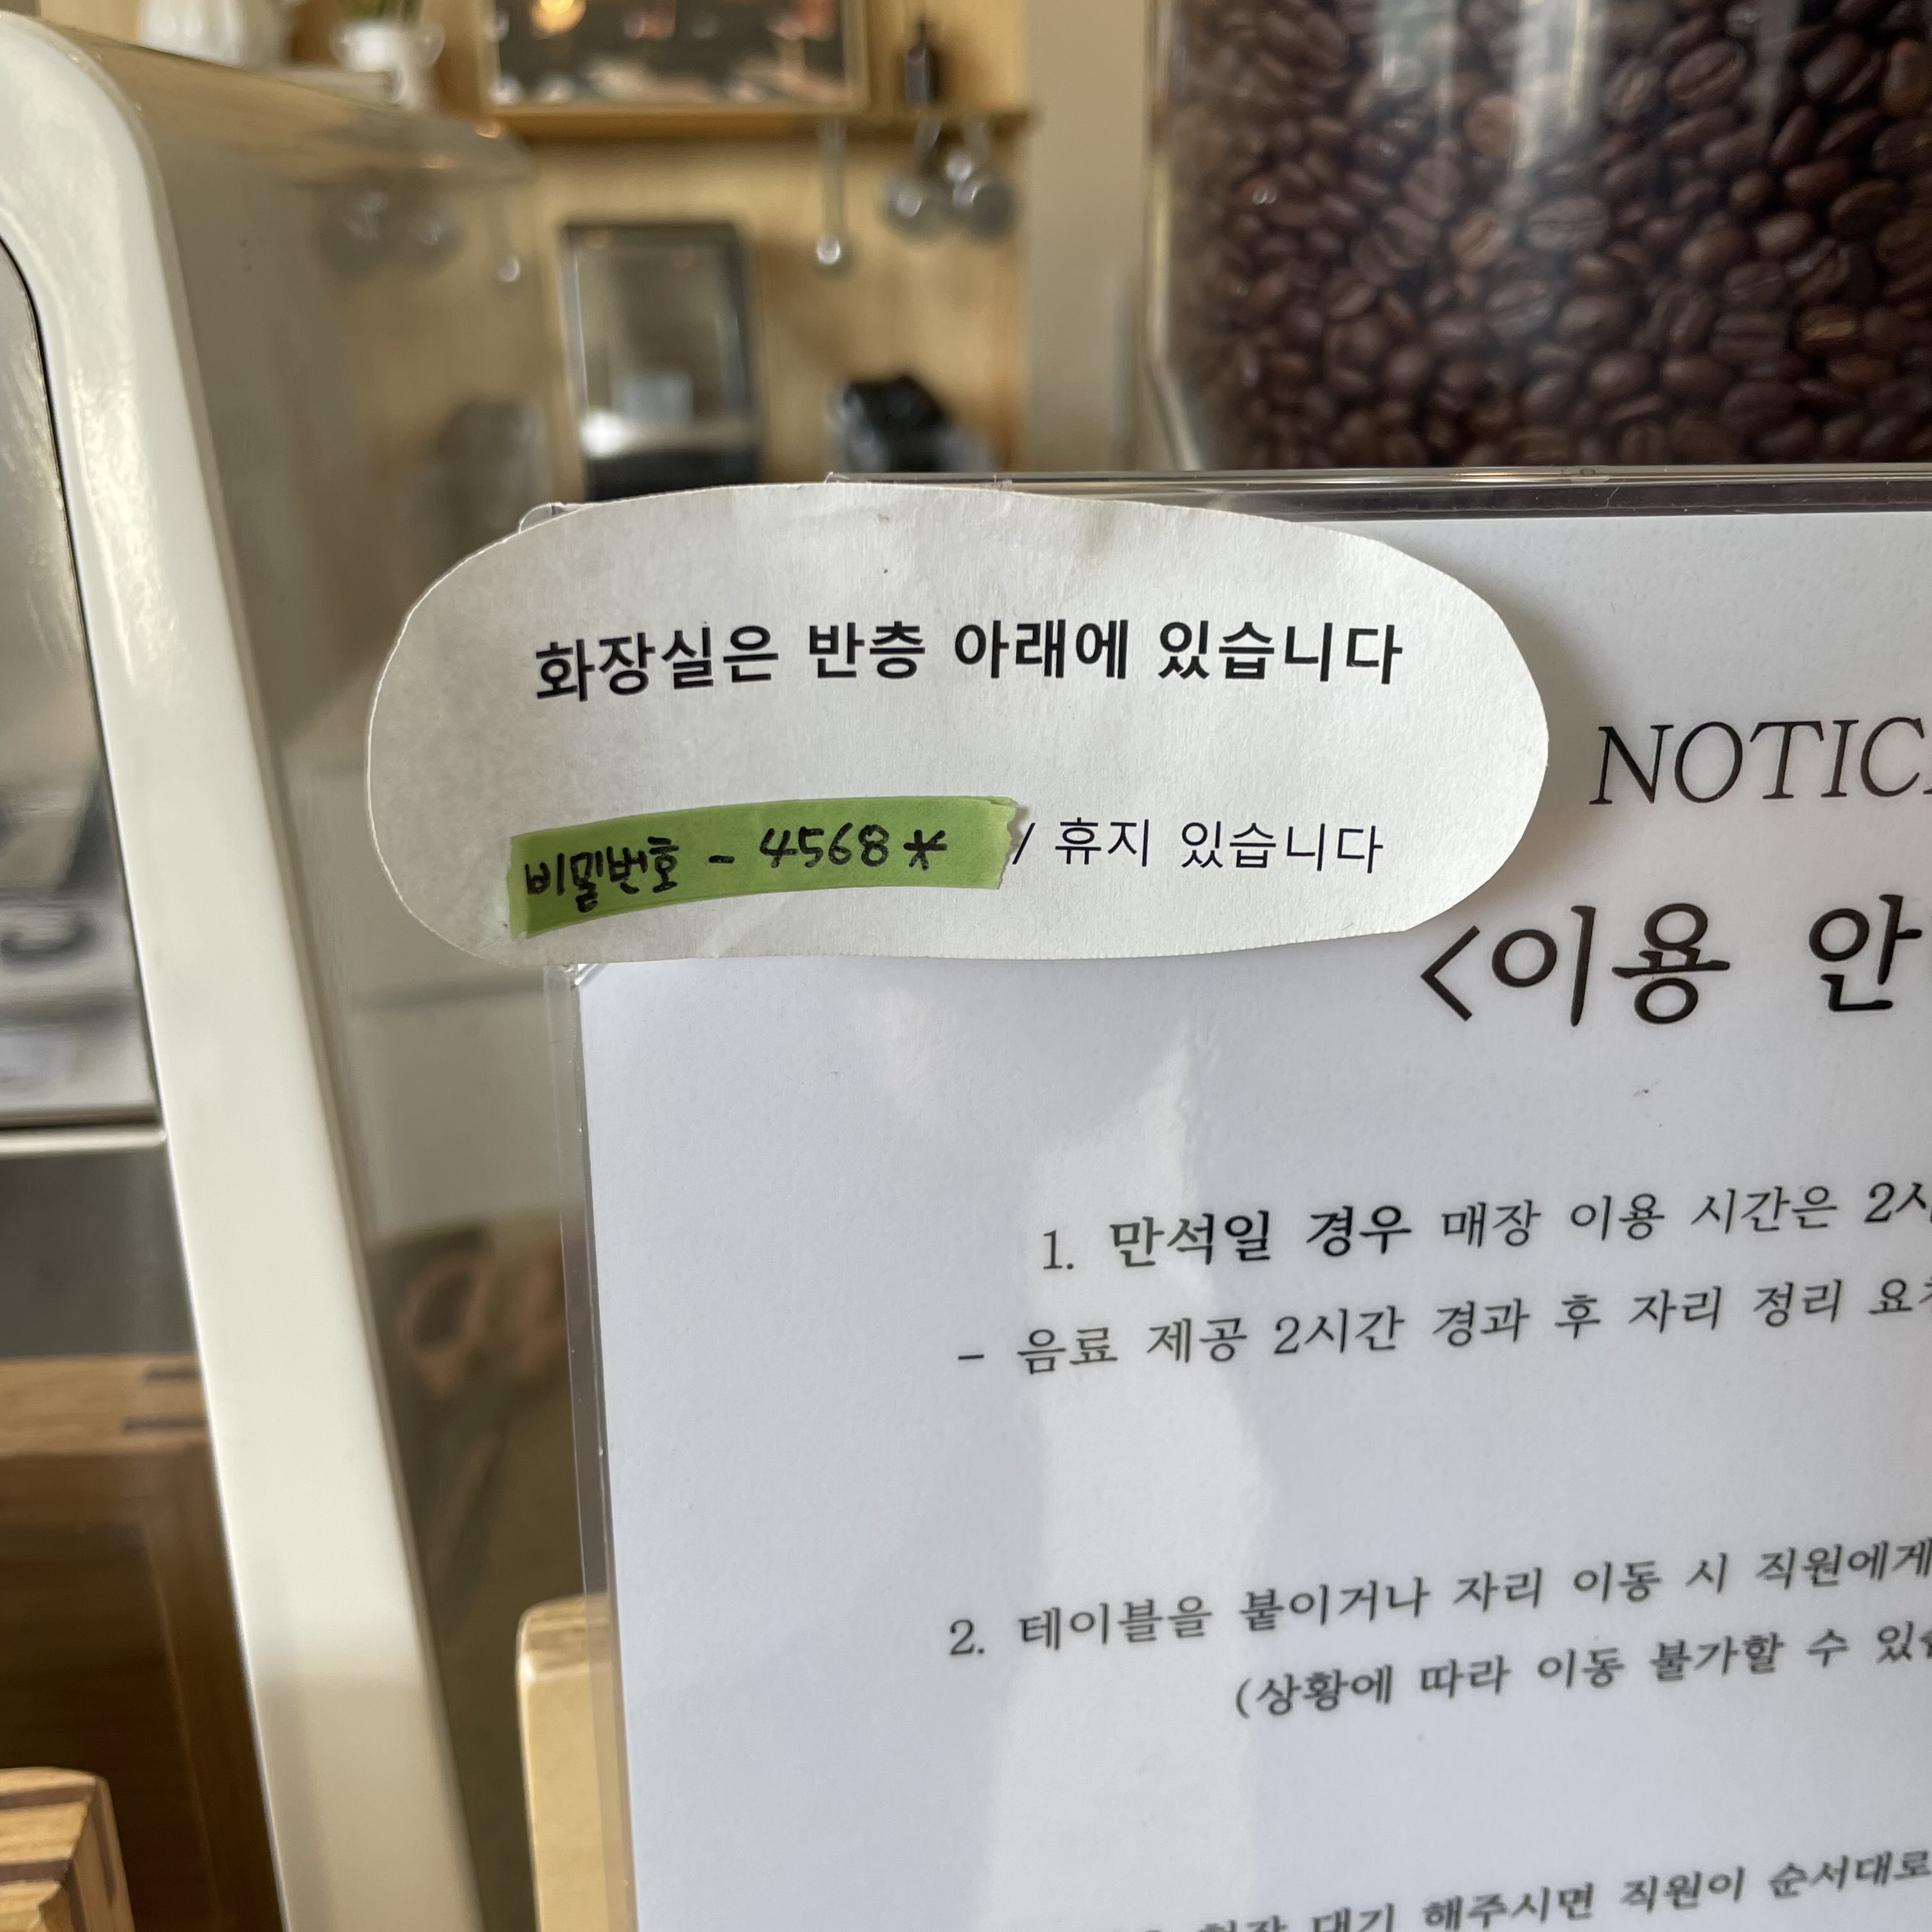 화장실은 반층 아래에 있습니다
비밀번호 - 4568* / 휴지 있습니다
NOTIC
<이용 안
1. 만석일 경우 매장 이용 시간은 2시
- 음료 제공 2시간 경과 후 자리 정리 요청
2. 테이블을 붙이거나 자리 이동 시 직원에게
(상황에 따라 이동 불가할 수 있습
대기 해주시면 직원이 순서대로